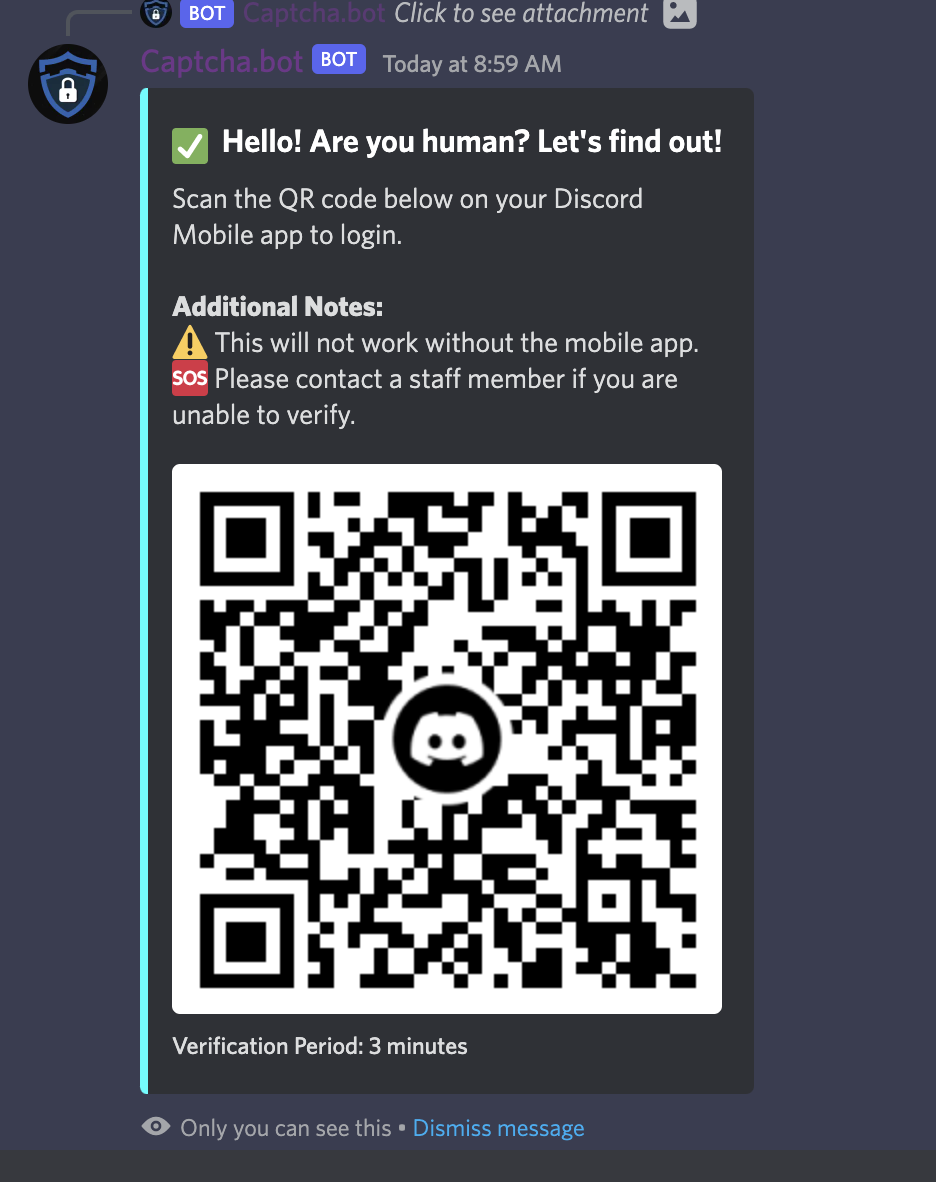 BOT Captcha.bot Click to see attachment
Captcha.bot BOT Today at 8:59 AM
Hello! Are you human? Let's find out!
Scan the QR code below on your Discord
Mobile app to login.
Additional Notes:
This will not work without the mobile app.
SOS Please contact a staff member if you are
unable to verify.
Verification Period: 3 minutes
Only you can see this • Dismiss message